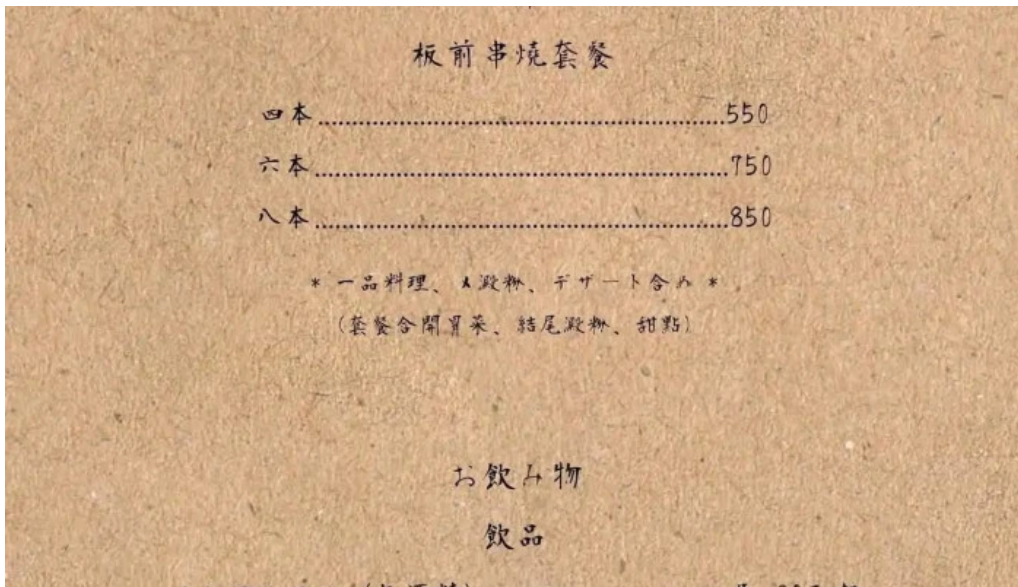 板前串燒套餐
四本.......................................................550
六本.......................................................750
八本.......................................................850
* 一品料理、〆澱粉、デザート含み *
(套餐含開胃菜、結尾澱粉、甜點)
お飲み物
飲品